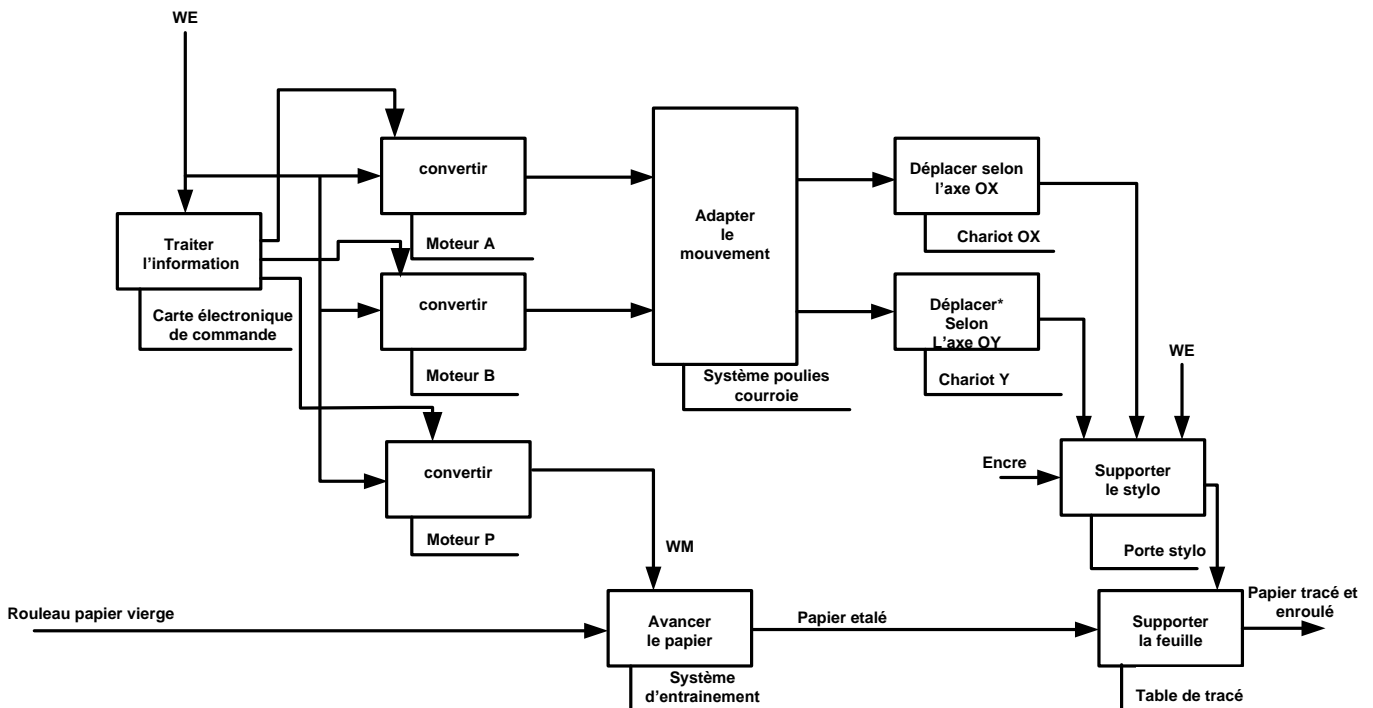 WE
convertir
Moteur A
Traiter
l'information
Carte électronique
de commande
convertir
Moteur B
convertir
Moteur P
Adapter
le
mouvement
Système poulies
courroie
Déplacer selon
l'axe OX
Chariot OX
Déplacer*
Selon
L'axe OY
Chariot Y
WE
Encre
Supporter
le stylo
Porte stylo
WM
Rouleau papier vierge
Avancer
le papier
Système
d'entrainement
Papier etalé
Supporter
la feuille
Table de tracé
Papier tracé et
enroulé